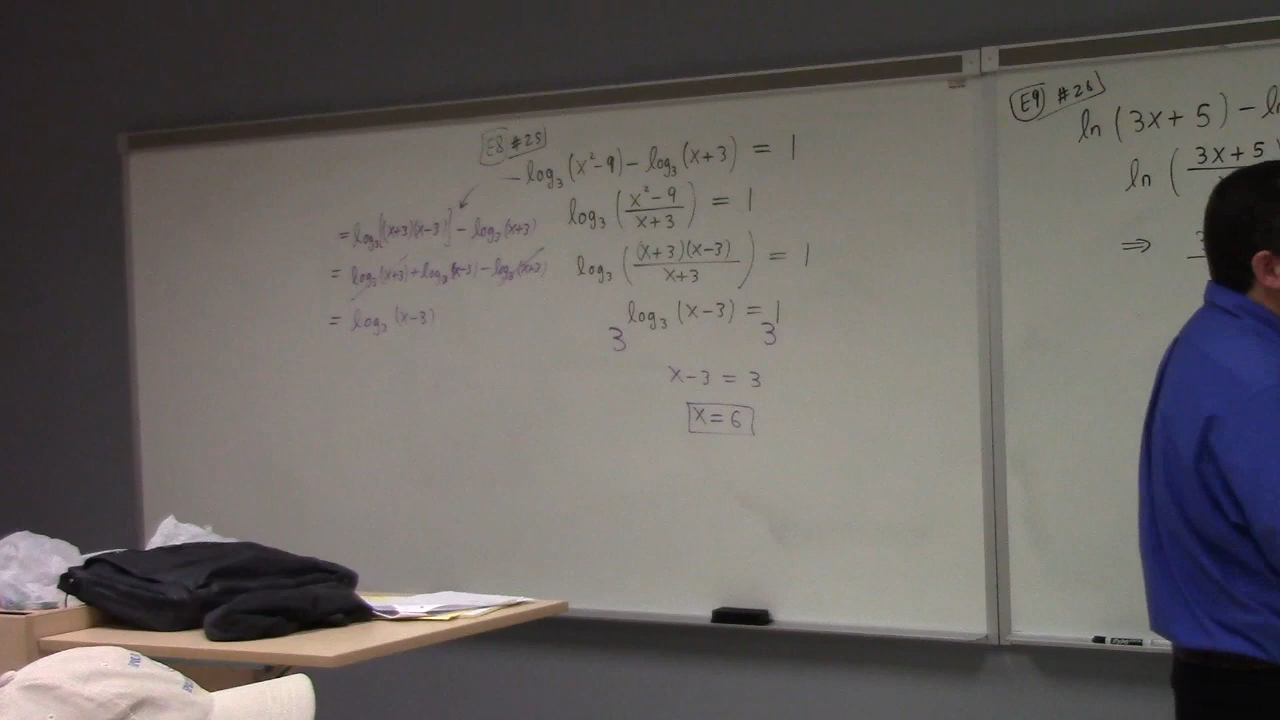 E8 #25
log₃(x²-9) - log₃(x+3) = 1
log₃(x²-9/x+3) = 1
log₃((x+3)(x-3)/x+3) = 1
3^log₃(x-3) = 3^1
x-3 = 3
x = 6
= log₃[(x+3)(x-3)] - log₃(x+3)
= log₃(x+3) + log₃(x-3) - log₃(x+3)
= log₃(x-3)
E9 #26
ln(3x+5) -
ln(3x+5
⇒